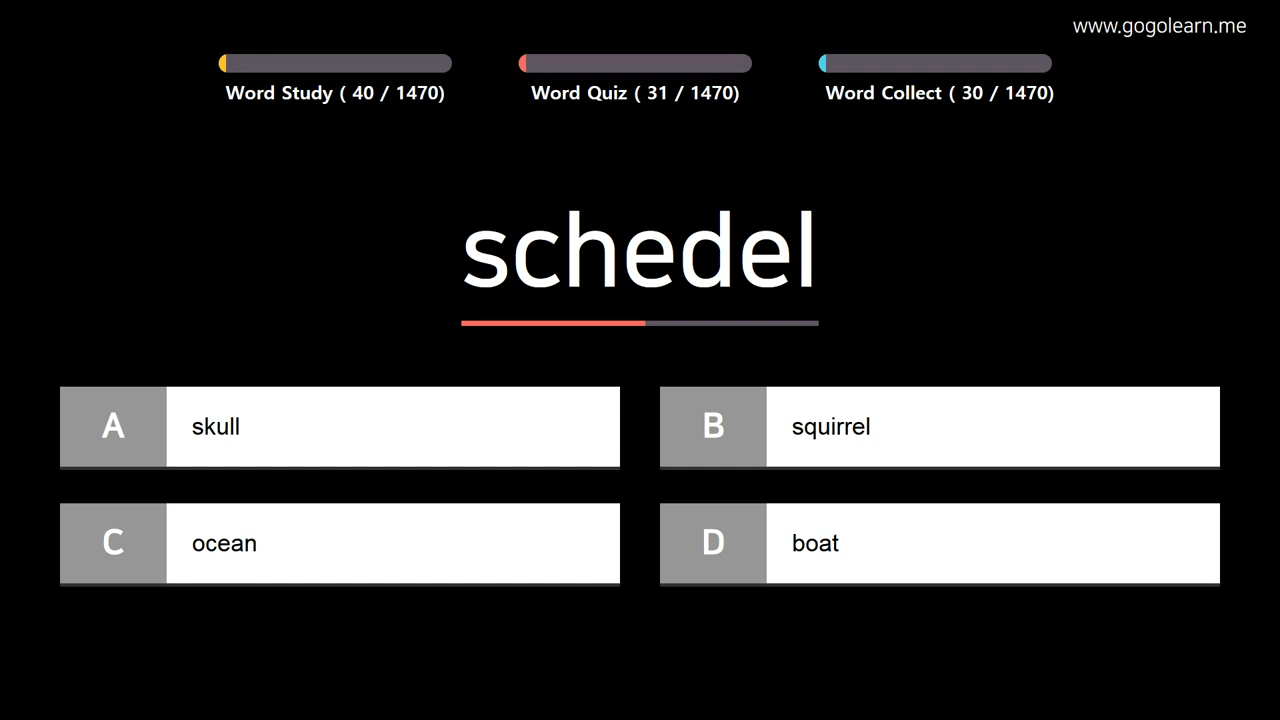 www.gogolearn.me
Word Study ( 40 / 1470)
Word Quiz ( 31 / 1470)
Word Collect ( 30 / 1470)
schedel
A skull
B squirrel
C ocean
D boat